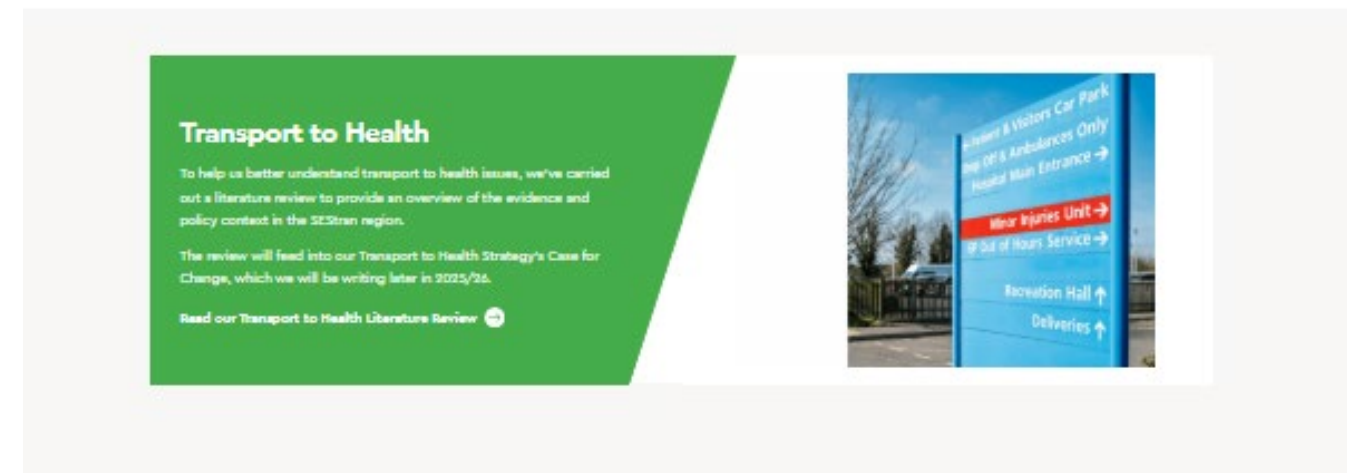 Transport to Health
To help us better understand transport to health issues, we've carried
out a literature review to provide an overview of the evidence and
policy context in the SEStran region.
The review will feed into our Transport to Health Strategy's Case for
Change, which we will be writing later in 2025/26.
Read our Transport to Health Literature Review
← Patient & Visitors Car Park
Drop Off & Ambulances Only
Hospital Main Entrance →
Minor Injuries Unit →
GP Out of Hours Service →
Recreation Hall ↑
Deliveries ↑